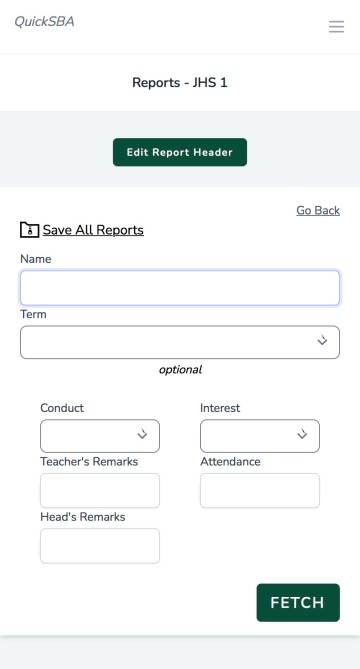 QuickSBA
Reports - JHS 1
Edit Report Header
Go Back
Save All Reports
Name
Term
optional
Conduct
Interest
Teacher's Remarks
Attendance
Head's Remarks
FETCH